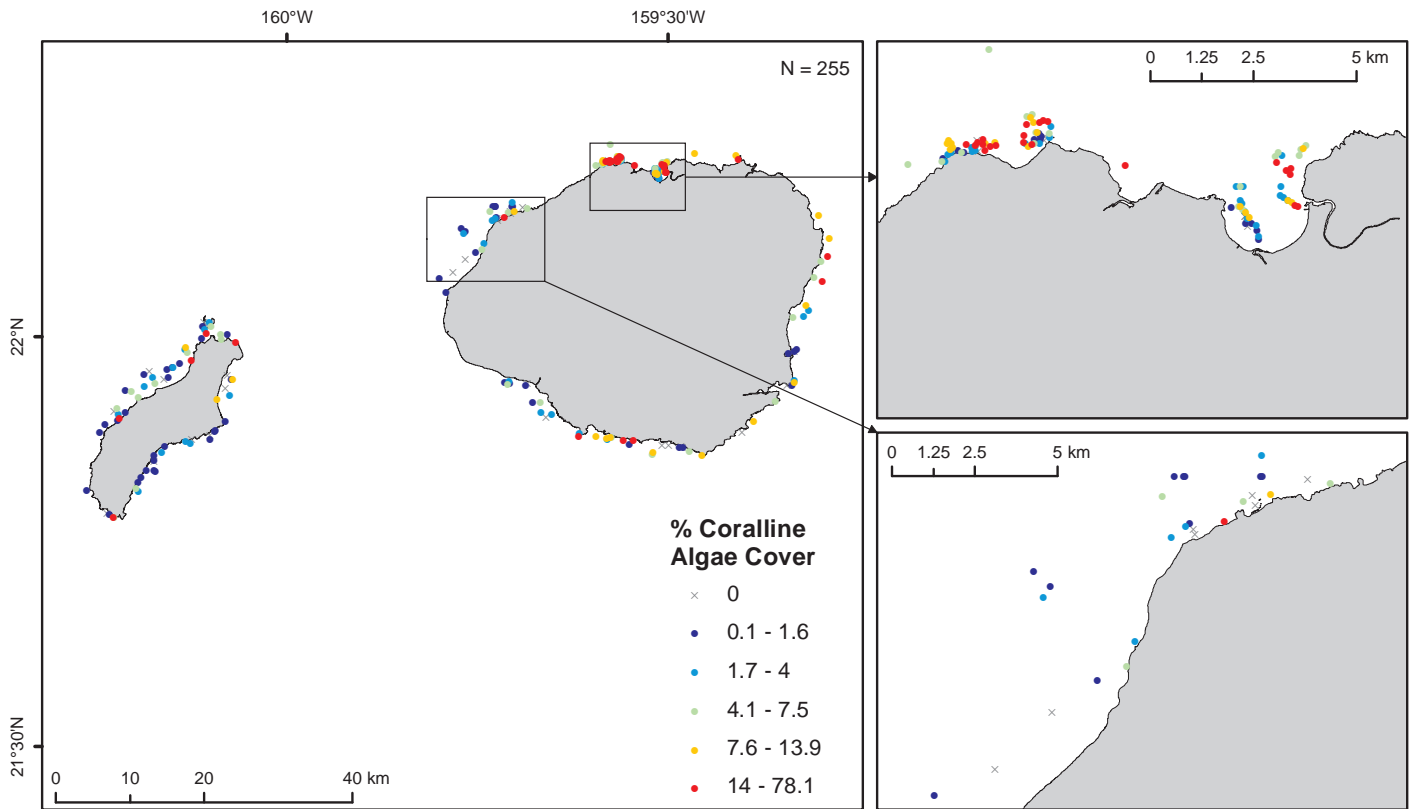 160°W
159°30'W
N = 255
0 1.25 2.5 5 km
22°N
0 1.25 2.5 5 km
% Coralline
Algae Cover
0
0.1 - 1.6
1.7 - 4
4.1 - 7.5
7.6 - 13.9
14 - 78.1
21°30'N
0 10 20 40 km